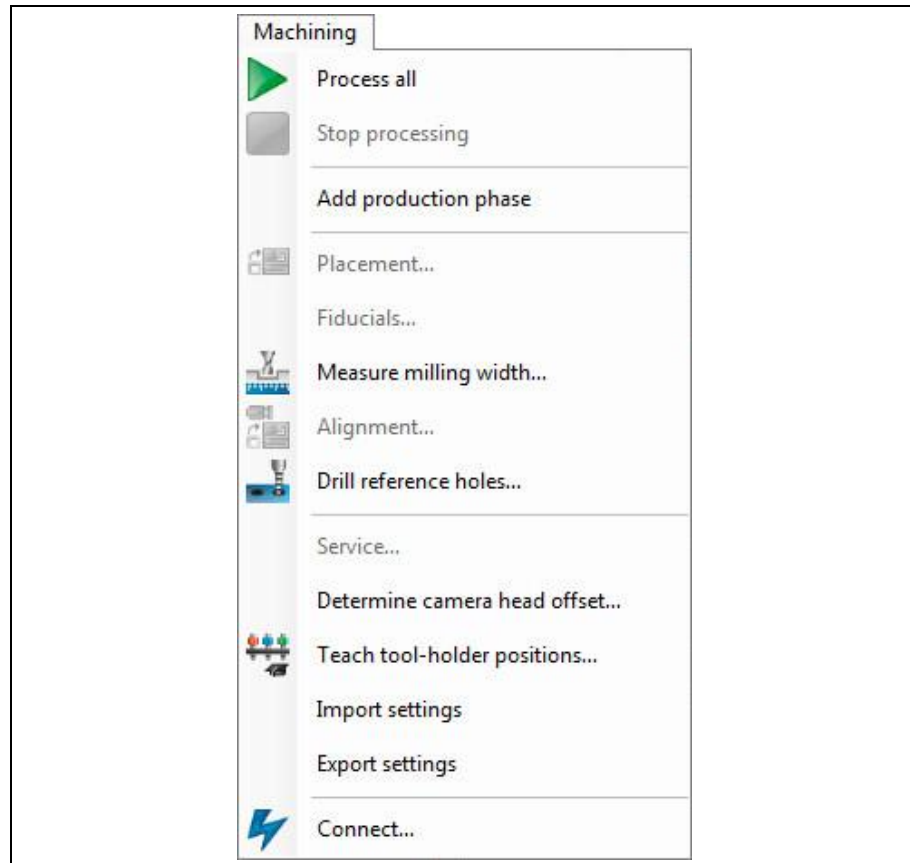 Machining
Process all
Stop processing
Add production phase
Placement...
Fiducials...
Measure milling width...
Alignment...
Drill reference holes...
Service...
Determine camera head offset...
Teach tool-holder positions...
Import settings
Export settings
Connect...